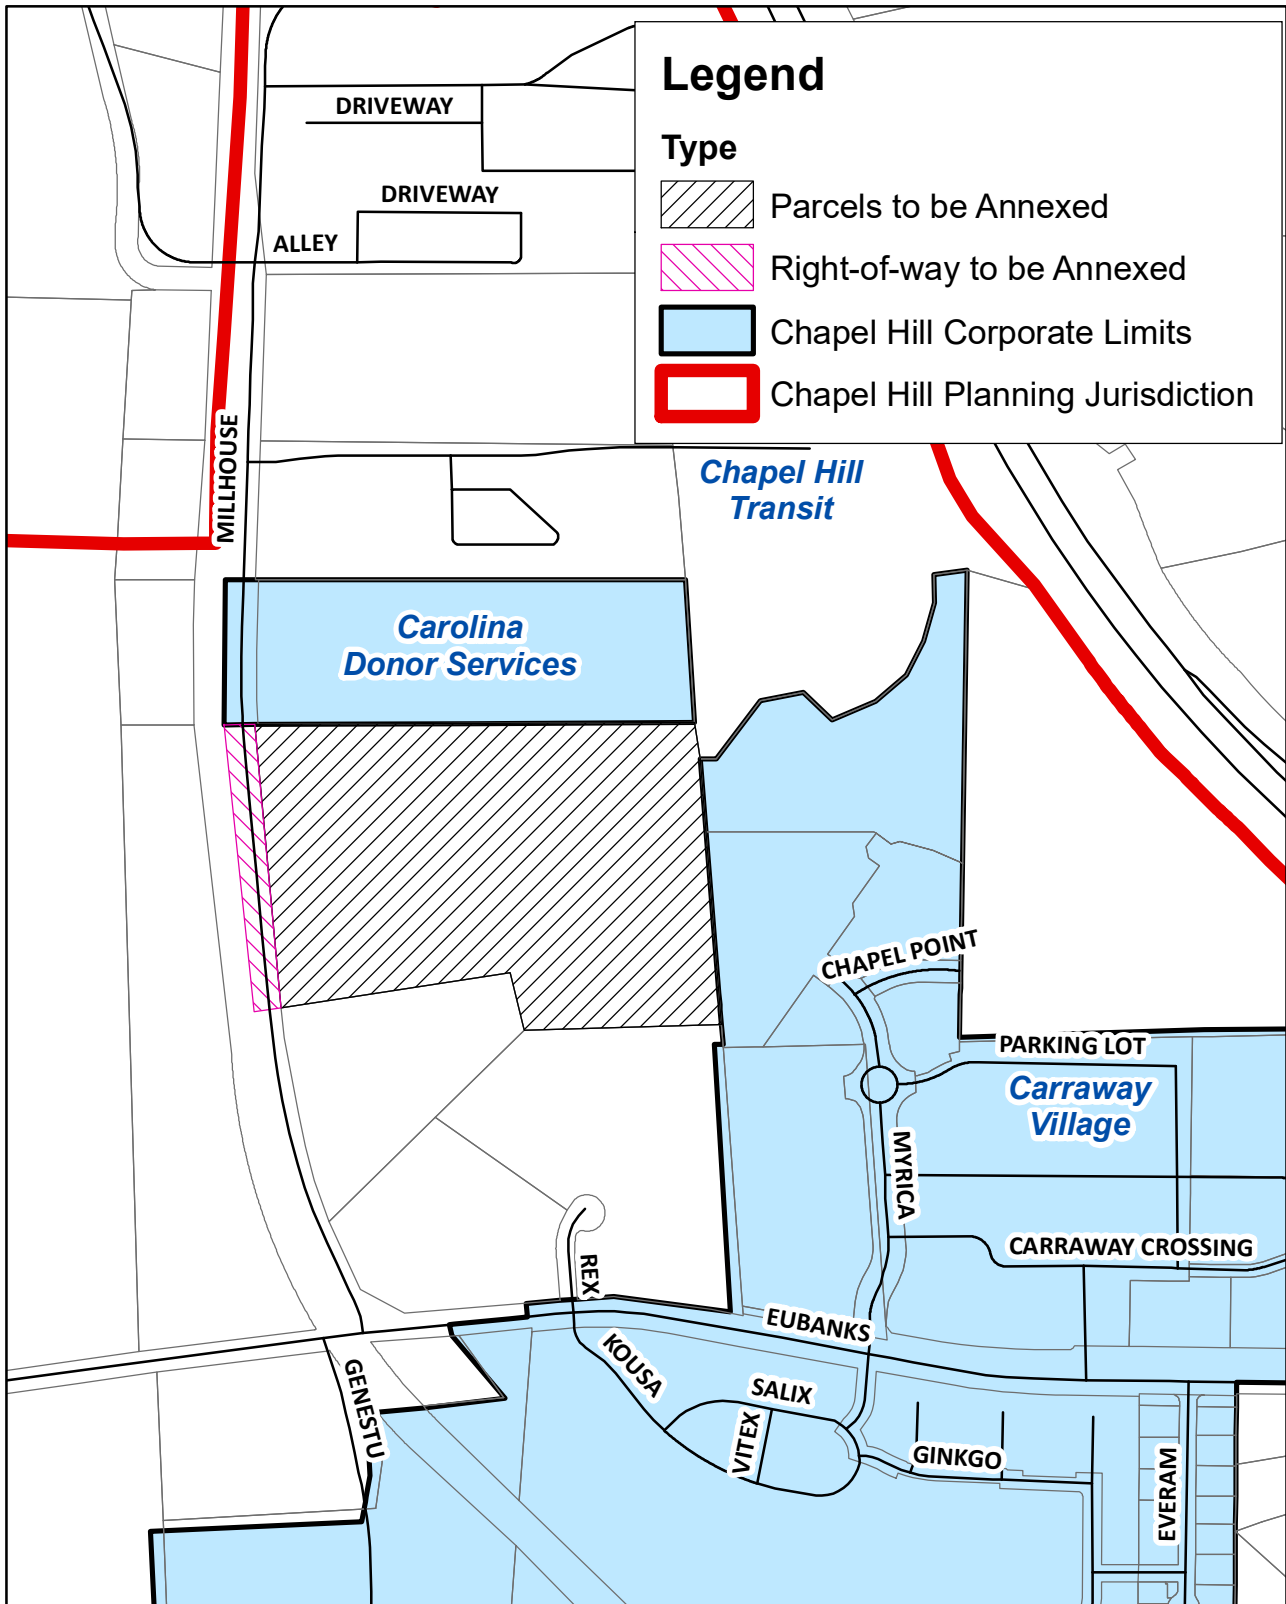 Legend
Type
Parcels to be Annexed
Right-of-way to be Annexed
Chapel Hill Corporate Limits
Chapel Hill Planning Jurisdiction
DRIVEWAY
DRIVEWAY
ALLEY
MILLHOUSE
Chapel Hill
Transit
Carolina
Donor Services
CHAPEL POINT
PARKING LOT
Carraway
Village
MYRICA
CARRAWAY CROSSING
REX
EUBANKS
KOUSA
GENESTU
SALIX
VITEX
GINKGO
EVERAM